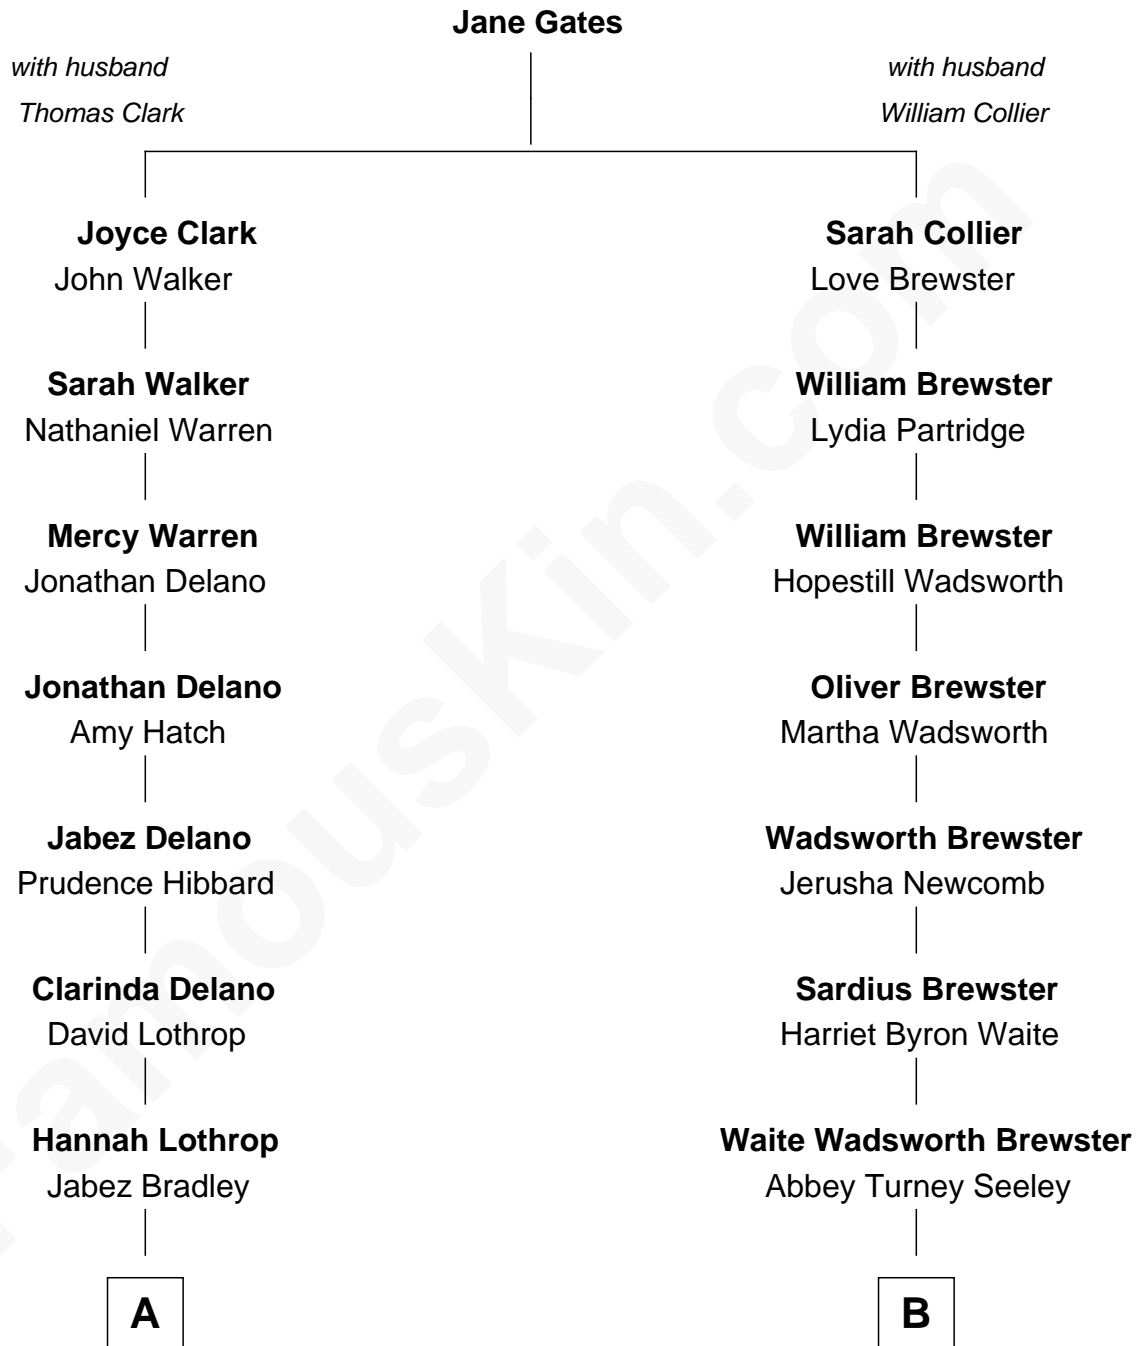 Jane Gates
with husband
Thomas Clark
with husband
William Collier
Joyce Clark
John Walker
Sarah Walker
Nathaniel Warren
Mercy Warren
Jonathan Delano
Jonathan Delano
Amy Hatch
Jabez Delano
Prudence Hibbard
Clarinda Delano
David Lothrop
Hannah Lothrop
Jabez Bradley
A
Sarah Collier
Love Brewster
William Brewster
Lydia Partridge
William Brewster
Hopestill Wadsworth
Oliver Brewster
Martha Wadsworth
Wadsworth Brewster
Jerusha Newcomb
Sardius Brewster
Harriet Byron Waite
Waite Wadsworth Brewster
Abbey Turney Seeley
B
FamousKin.com